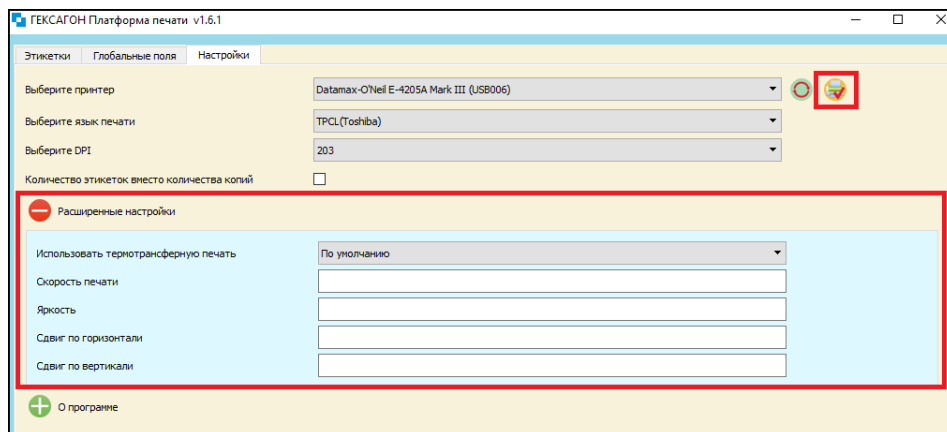 ГЕКСАГОН Платформа печати v1.6.1
Этикетки Глобальные поля Настройки
Выберите принтер Datamax-O'Neil E-4205A Mark III (USB006)
Выберите язык печати TPCL(Toshiba)
Выберите DPI 203
Количество этикеток вместо количества копий
Расширенные настройки
Использовать термотрансферную печать По умолчанию
Скорость печати
Яркость
Сдвиг по горизонтали
Сдвиг по вертикали
О программе